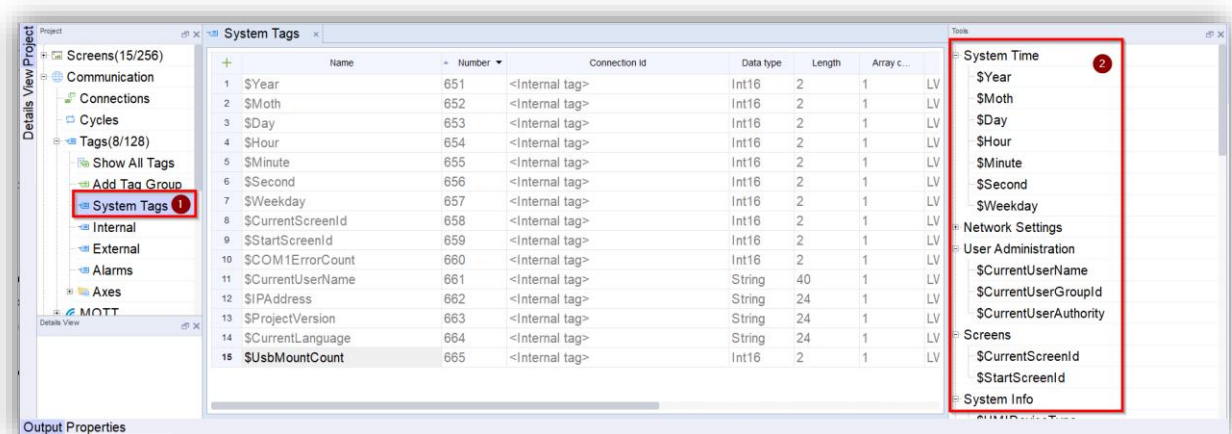 Project
Screens(15/256)
Communication
Connections
Cycles
Tags(8/128)
Show All Tags
Add Tag Group
System Tags 1
Internal
External
Alarms
Axes
MQTT
Details View
Details View Project
System Tags ×
+ Name Number Connection Id Data type Length Array c...
1 $Year 651 <Internal tag> Int16 2 1 LV
2 $Moth 652 <Internal tag> Int16 2 1 LV
3 $Day 653 <Internal tag> Int16 2 1 LV
4 $Hour 654 <Internal tag> Int16 2 1 LV
5 $Minute 655 <Internal tag> Int16 2 1 LV
6 $Second 656 <Internal tag> Int16 2 1 LV
7 $Weekday 657 <Internal tag> Int16 2 1 LV
8 $CurrentScreenId 658 <Internal tag> Int16 2 1 LV
9 $StartScreenId 659 <Internal tag> Int16 2 1 LV
10 $COM1ErrorCount 660 <Internal tag> Int16 2 1 LV
11 $CurrentUserName 661 <Internal tag> String 40 1 LV
12 $IPAddress 662 <Internal tag> String 24 1 LV
13 $ProjectVersion 663 <Internal tag> String 24 1 LV
14 $CurrentLanguage 664 <Internal tag> String 24 1 LV
15 $UsbMountCount 665 <Internal tag> Int16 2 1 LV
Tools
System Time
2
$Year
$Moth
$Day
$Hour
$Minute
$Second
$Weekday
Network Settings
User Administration
$CurrentUserName
$CurrentUserGroupId
$CurrentUserAuthority
Screens
$CurrentScreenId
$StartScreenId
System Info
$HMIDeviceType
Output Properties